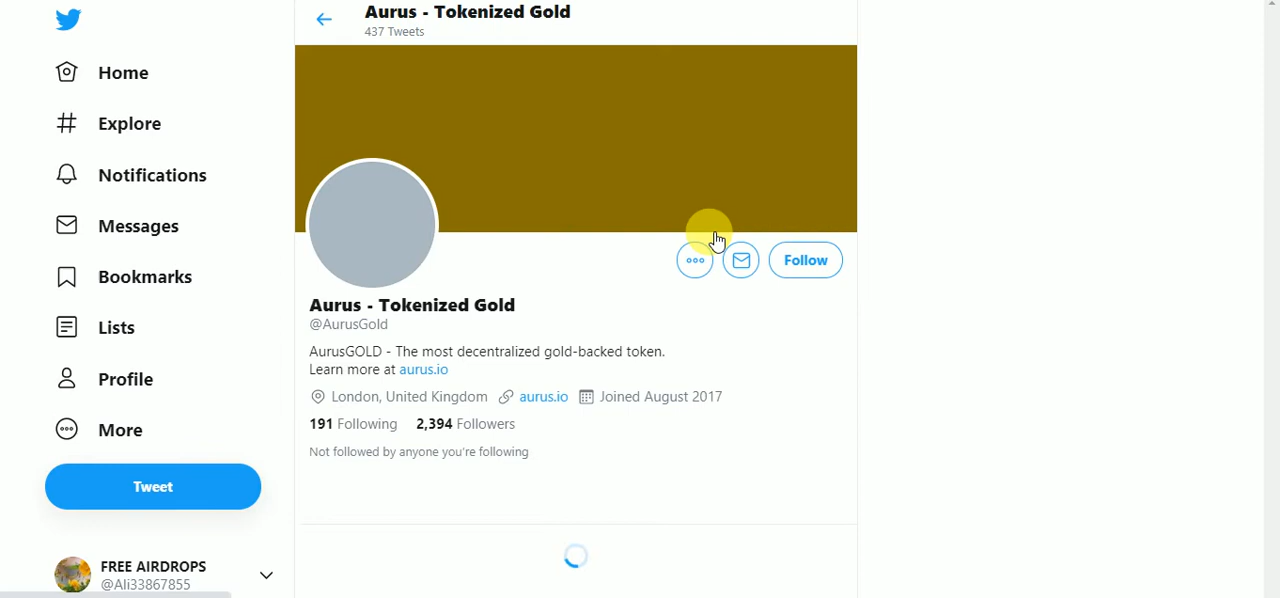 Aurus - Tokenized Gold
437 Tweets
Home
Explore
Notifications
Messages
Bookmarks
Lists
Profile
More
Tweet
FREE AIRDROPS
@Ali33867855
Follow
Aurus - Tokenized Gold
@AurusGold
AurusGOLD - The most decentralized gold-backed token.
Learn more at aurus.io
London, United Kingdom aurus.io Joined August 2017
191 Following 2,394 Followers
Not followed by anyone you're following